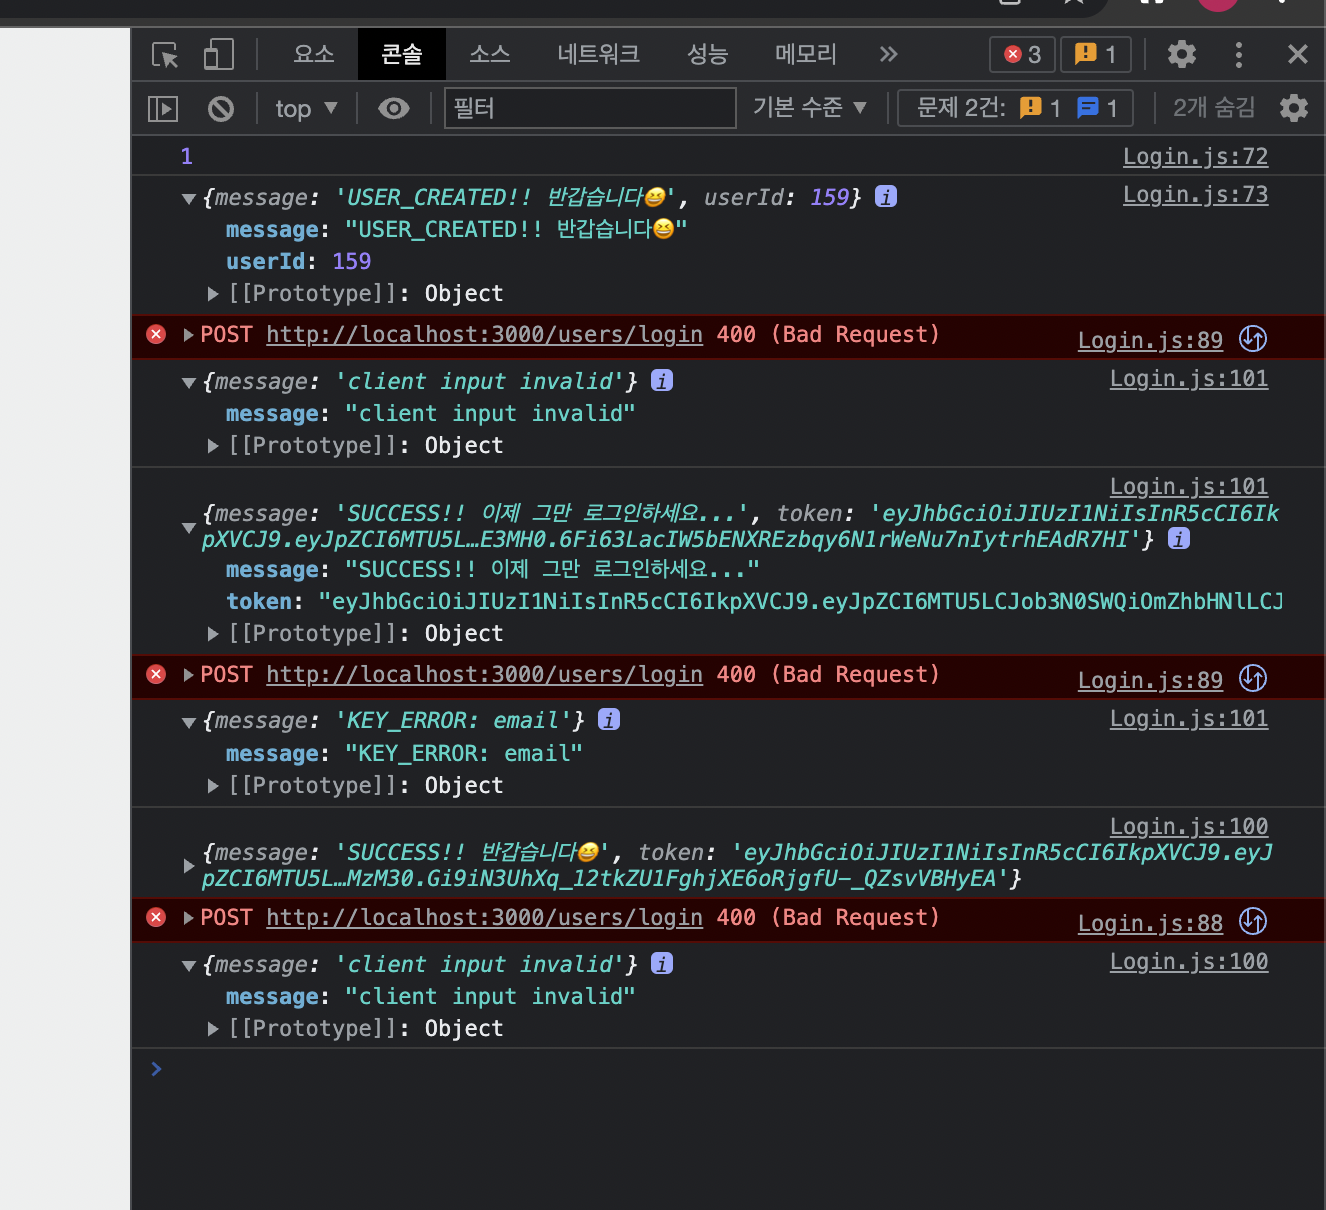 요소 콘솔 소스 네트워크 성능 메모리 » 3 1
top ▼ 필터 기본 수준 ▼ 문제 2건: 1 1 2개 숨김
1 Login.js:72
▼{message: 'USER_CREATED!! 반갑습니다😆', userId: 159} i Login.js:73
message: "USER_CREATED!! 반갑습니다😆"
userId: 159
▶[[Prototype]]: Object
▶POST http://localhost:3000/users/login 400 (Bad Request) Login.js:89
▼{message: 'client input invalid'} i Login.js:101
message: "client input invalid"
▶[[Prototype]]: Object
Login.js:101
▼{message: 'SUCCESS!! 이제 그만 로그인하세요...', token: 'eyJhbGciOiJIUzI1NiIsInR5cCI6Ik
pXVCJ9.eyJpZCI6MTU5L…E3MH0.6Fi63LacIW5bENXREzbqy6N1rWeNu7nIytrhEAdR7HI'} i
message: "SUCCESS!! 이제 그만 로그인하세요..."
token: "eyJhbGciOiJIUzI1NiIsInR5cCI6IkpXVCJ9.eyJpZCI6MTU5LCJob3N0SWQiOmZhbHNlLCJ
▶[[Prototype]]: Object
▶POST http://localhost:3000/users/login 400 (Bad Request) Login.js:89
▼{message: 'KEY_ERROR: email'} i Login.js:101
message: "KEY_ERROR: email"
▶[[Prototype]]: Object
Login.js:100
▶{message: 'SUCCESS!! 반갑습니다😆', token: 'eyJhbGciOiJIUzI1NiIsInR5cCI6IkpXVCJ9.eyJ
pZCI6MTU5L…MzM30.Gi9iN3UhXq_12tkZU1FghjXE6oRjgfU-_QZsvVBHyEA'}
▶POST http://localhost:3000/users/login 400 (Bad Request) Login.js:88
▼{message: 'client input invalid'} i Login.js:100
message: "client input invalid"
▶[[Prototype]]: Object
>